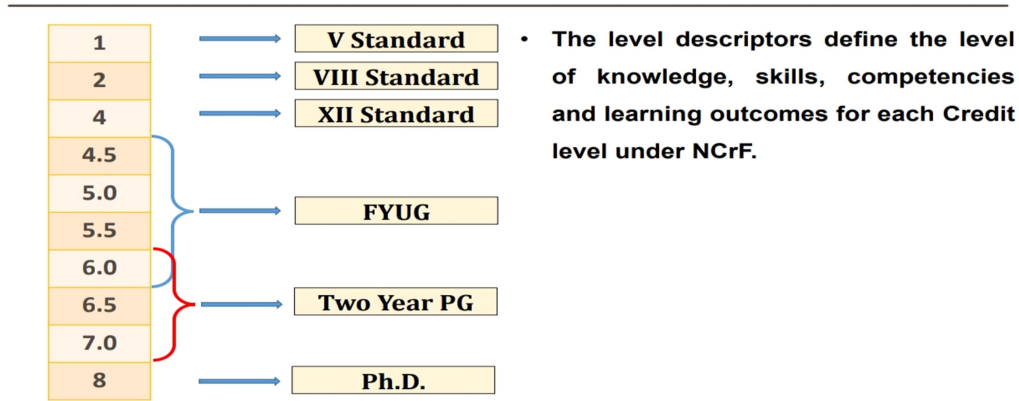 1
V Standard
2
VIII Standard
4
XII Standard
4.5
5.0
5.5
FYUG
6.0
6.5
Two Year PG
7.0
8
Ph.D.
• The level descriptors define the level
of knowledge, skills, competencies
and learning outcomes for each Credit
level under NCrF.